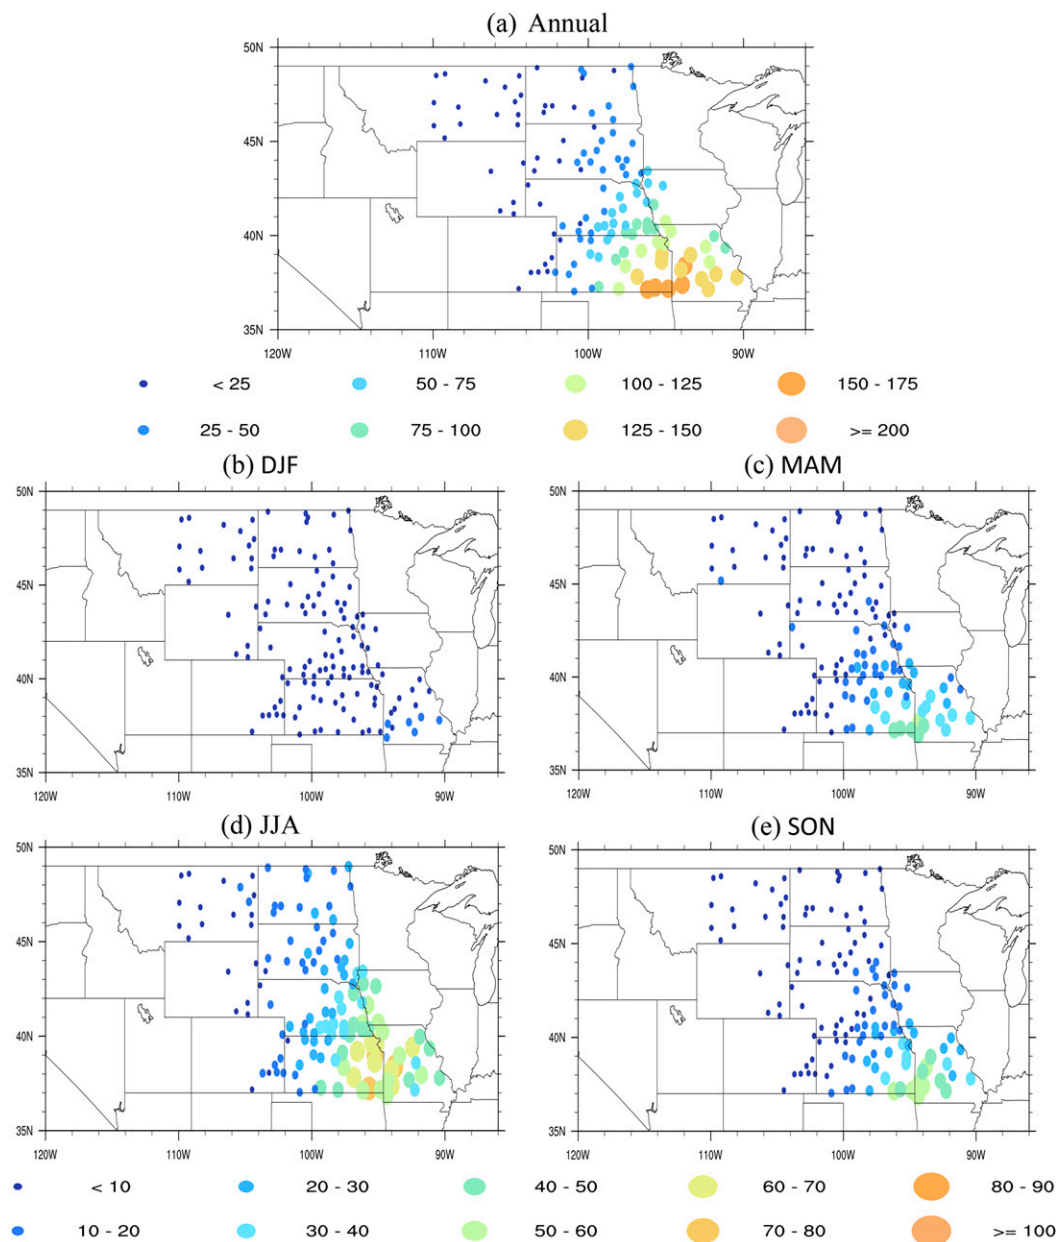 (a) Annual
50N
45N
40N
35N
120W 110W 100W 90W
< 25 50 - 75 100 - 125 150 - 175
25 - 50 75 - 100 125 - 150 >= 200
(b) DJF (c) MAM
50N 50N
45N 45N
40N 40N
35N 35N
120W 110W 100W 90W 120W 110W 100W 90W
(d) JJA (e) SON
50N 50N
45N 45N
40N 40N
35N 35N
120W 110W 100W 90W 120W 110W 100W 90W
< 10 20 - 30 40 - 50 60 - 70 80 - 90
10 - 20 30 - 40 50 - 60 70 - 80 >= 100